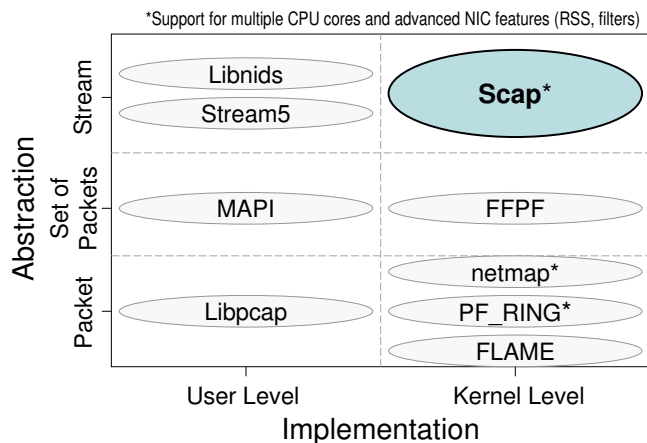 *Support for multiple CPU cores and advanced NIC features (RSS, filters)
Abstraction
Stream
Set of
Packets
Packet
Libnids
Stream5
Scap*
MAPI
FFPF
Libpcap
netmap*
PF_RING*
FLAME
User Level
Kernel Level
Implementation